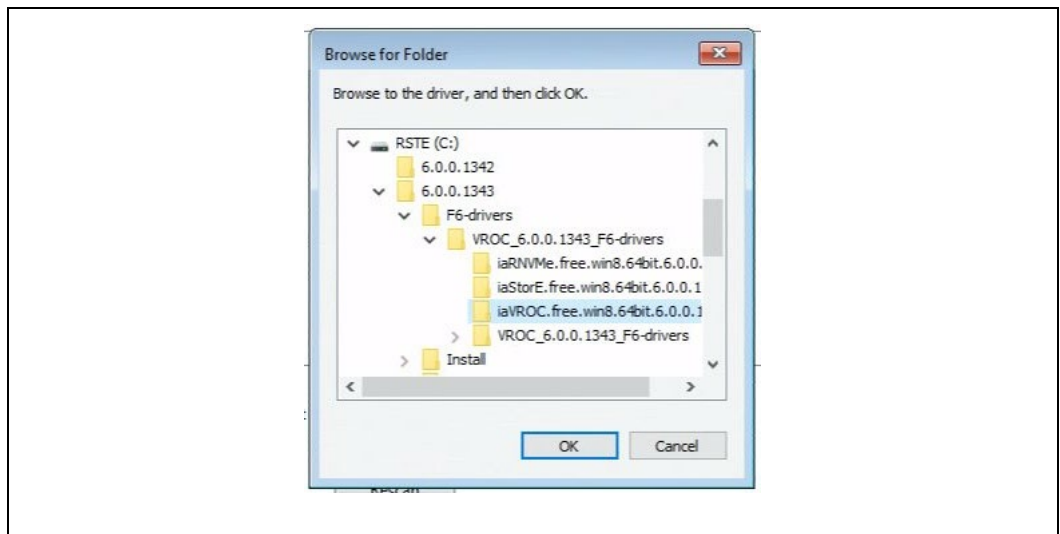 Browse for Folder
Browse to the driver, and then click OK.
RSTE (C:)
6.0.0.1342
6.0.0.1343
F6-drivers
VROC_6.0.0.1343_F6-drivers
iaRNVMe.free.win8.64bit.6.0.0.
iaStorE.free.win8.64bit.6.0.0.1
iaVROC.free.win8.64bit.6.0.0.1
VROC_6.0.0.1343_F6-drivers
Install
OK Cancel
Rescan